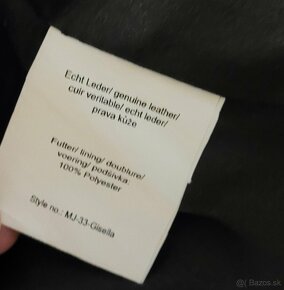 Echt Leder/ genuine leather/
cuir veritable/ echt leder/
prava kůže
Futter/ lining/ doublure/
voering/ podsivka:
100% Polyester
Style no.: MJ-33-Gisella
Bazos.sk